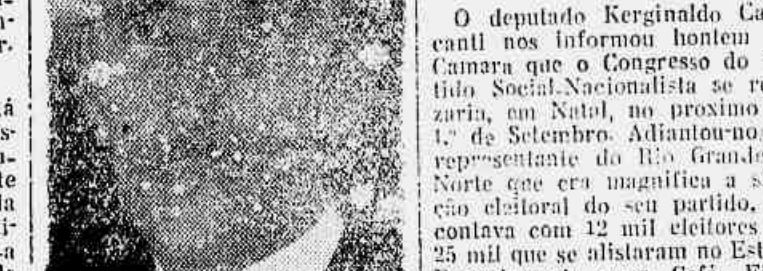 r.
á
s-
te
da
i-
a
O deputado Kerginaldo Ca
canti nos informou hontem
Camara que o Congresso do
tido Social-Nacionalista se re
zaria, em Natal, no proximo
1.º de Setembro. Adiantou-no
representante do Rio Grande
Norte que era magnifica a s
ção eleitoral do seu partido,
contava com 12 mil eleitores
25 mil que se alistaram no Est